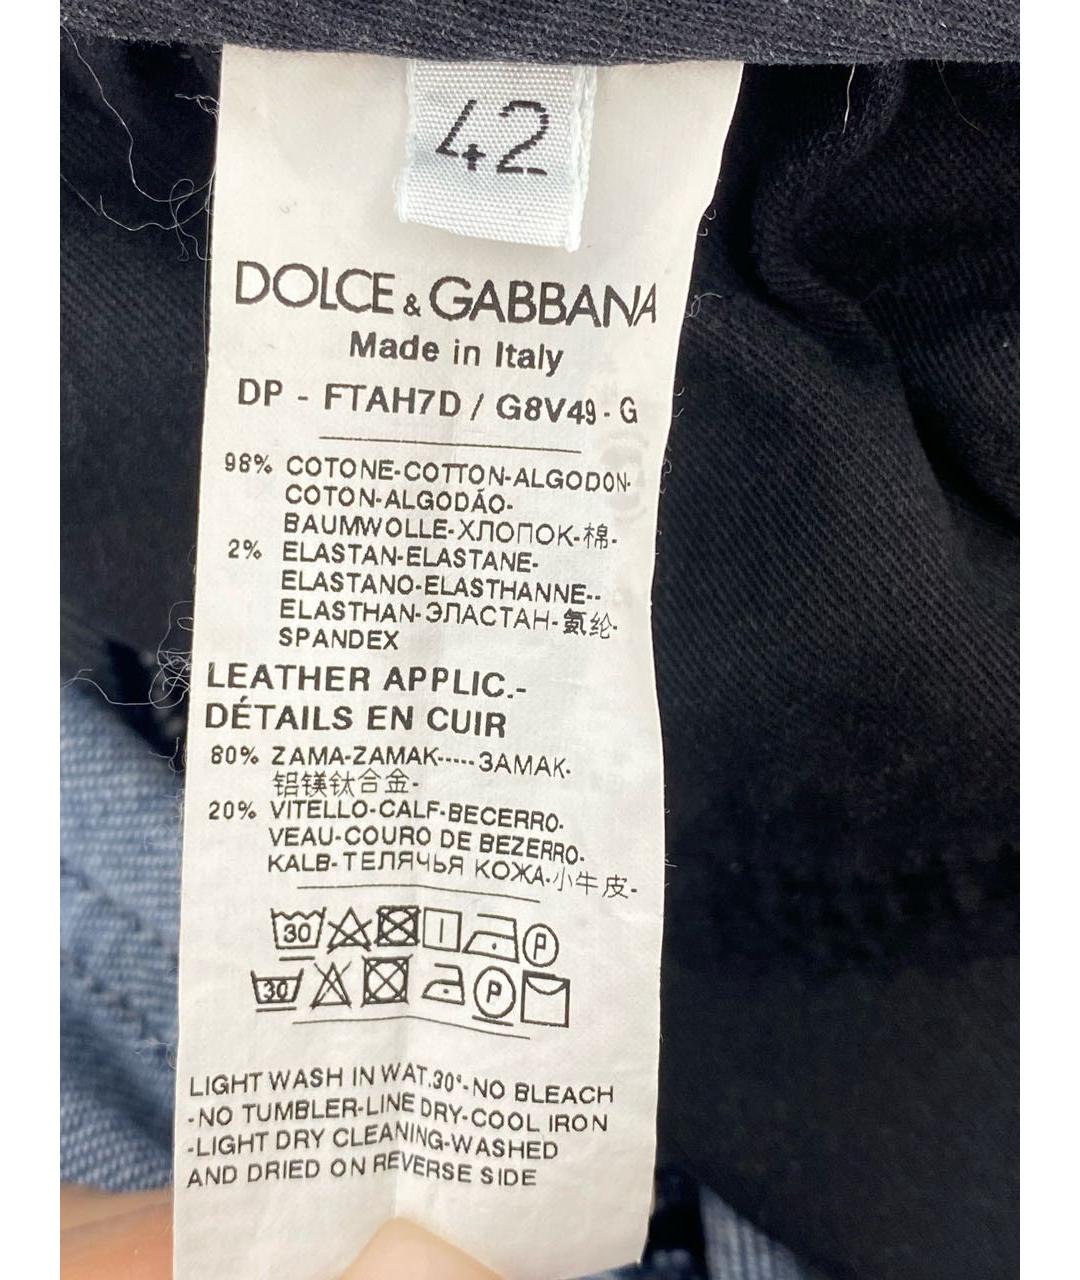 42
DOLCE & GABBANA
Made in Italy
DP - FTAH7D / G8V49 - G
98% COTONE-COTTON-ALGODON-
COTON-ALGODÃO-
BAUMWOLLE-ХЛОПОК-棉-
2% ELASTAN-ELASTANE-
ELASTANO-ELASTHANNE--
ELASTHAN-ЭЛАСТАН-氨纶-
SPANDEX
LEATHER APPLIC.-
DÉTAILS EN CUIR
80% ZAMA-ZAMAK-----ЗАМАК-
铝镁钛合金-
20% VITELLO-CALF-BECERRO-
VEAU-COURO DE BEZERRO-
KALB-ТЕЛЯЧЬЯ КОЖА-小牛皮-
30 P
30 P
LIGHT WASH IN WAT.30°-NO BLEACH
-NO TUMBLER-LINE DRY-COOL IRON
-LIGHT DRY CLEANING-WASHED
AND DRIED ON REVERSE SIDE